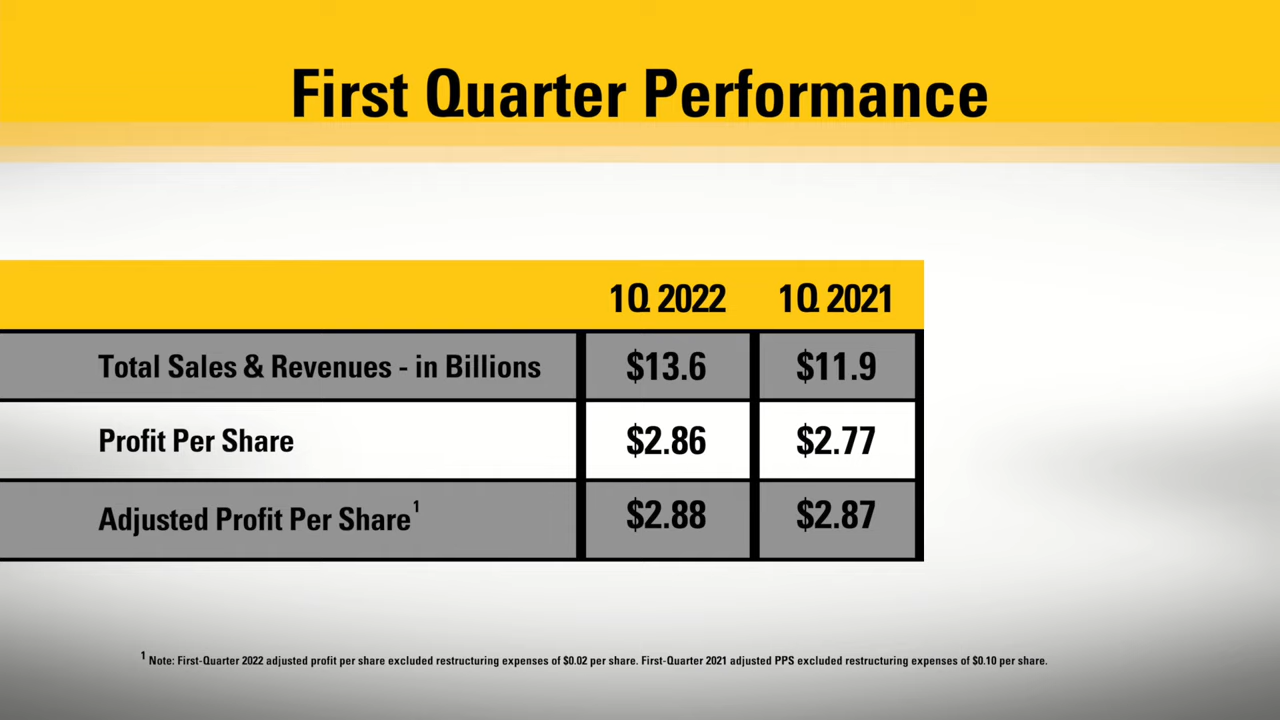 First Quarter Performance
1Q 2022 1Q 2021
Total Sales & Revenues - in Billions $13.6 $11.9
Profit Per Share $2.86 $2.77
Adjusted Profit Per Share1 $2.88 $2.87
1 Note: First-Quarter 2022 adjusted profit per share excluded restructuring expenses of $0.02 per share. First-Quarter 2021 adjusted PPS excluded restructuring expenses of $0.10 per share.